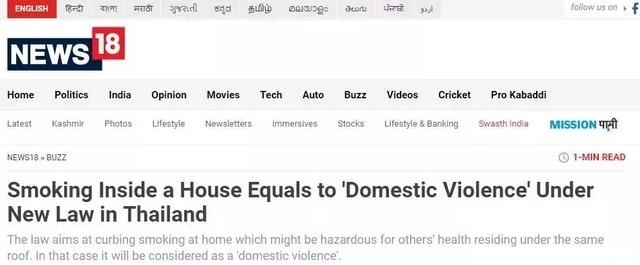 ENGLISH हिन्दी বাংলা मराठी ગુજરાતી ಕನ್ನಡ தமிழ் മലയാളം తెలుగు ਪੰਜਾਬੀ اردو follow us on
NEWS 18
Home Politics India Opinion Movies Tech Auto Buzz Videos Cricket Pro Kabaddi
Latest Kashmir Photos Lifestyle Newsletters Immersives Stocks Lifestyle & Banking Swasth India MISSION पानी
NEWS18 » BUZZ 1-MIN READ
Smoking Inside a House Equals to 'Domestic Violence' Under
New Law in Thailand
The law aims at curbing smoking at home which might be hazardous for others' health residing under the same
roof. In that case it will be considered as a 'domestic violence'.